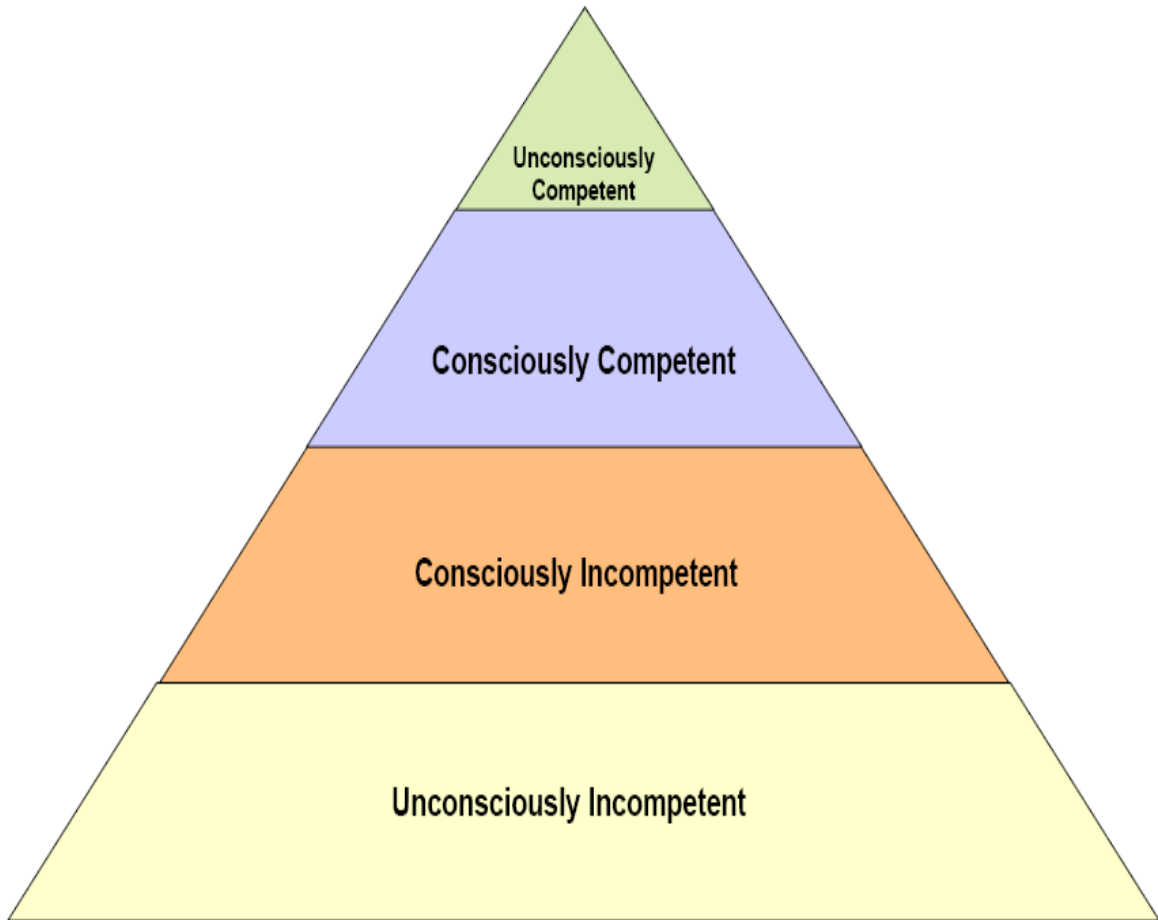 Unconsciously
Competent
Consciously Competent
Consciously Incompetent
Unconsciously Incompetent